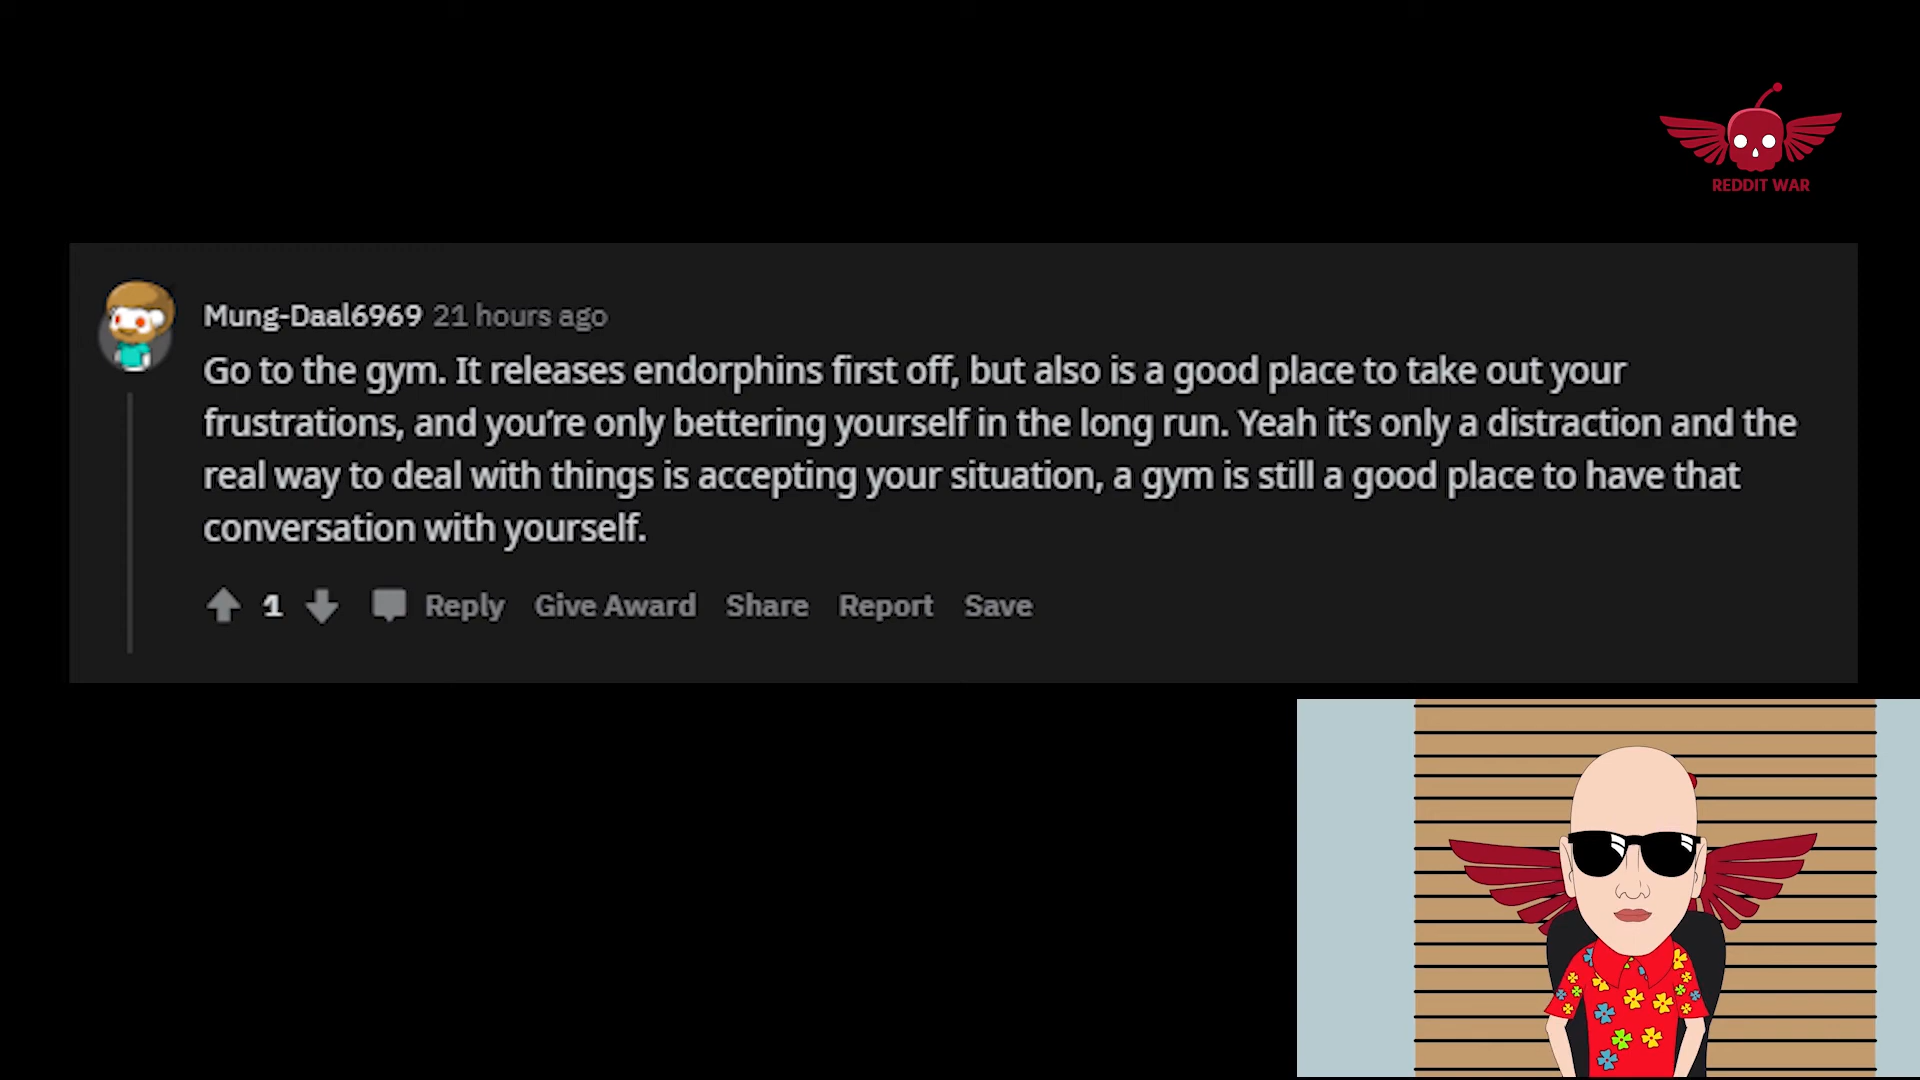 REDDIT WAR
Mung-Daal6969 21 hours ago
Go to the gym. It releases endorphins first off, but also is a good place to take out your
frustrations, and you’re only bettering yourself in the long run. Yeah it’s only a distraction and the
real way to deal with things is accepting your situation, a gym is still a good place to have that
conversation with yourself.
1 Reply Give Award Share Report Save